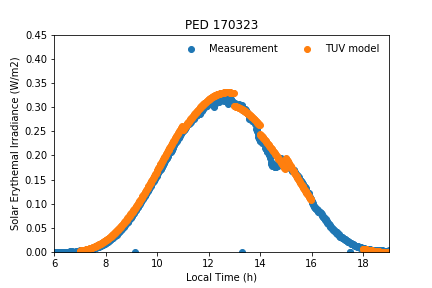 PED 170323
Measurement TUV model
Solar Erythemal Irradiance (W/m2)
0.45
0.40
0.35
0.30
0.25
0.20
0.15
0.10
0.05
0.00
6 8 10 12 14 16 18
Local Time (h)